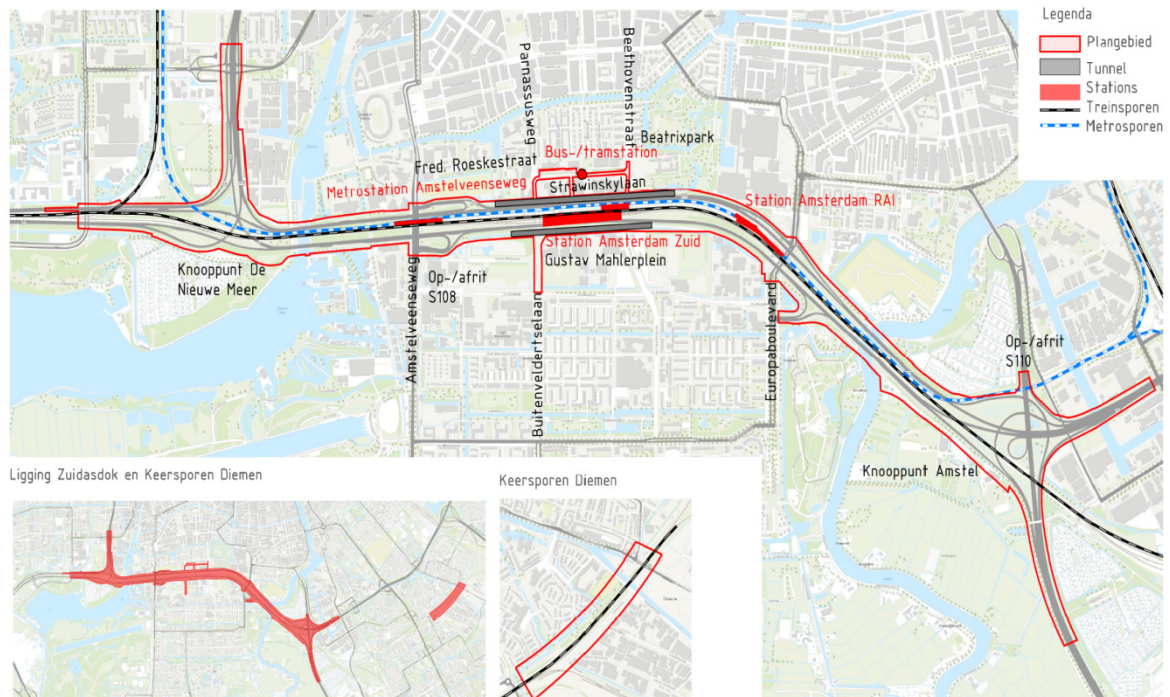 Legenda
Plangebied
Tunnel
Stations
Treinsporen
Metrosporen
Parnassusweg
Beethovenstraat
Beatrixpark
Fred. Roeskestraat
Bus-/tramstation
Strawinskylaan
Metrostation Amstelveenseweg
Station Amsterdam RAI
Station Amsterdam Zuid
Gustav Mahlerplein
Knooppunt De
Nieuwe Meer
Op-/afrit
S108
Amstelveenseweg
Buitenveldertselaan
Europaboulevard
Op-/afrit
S110
Knooppunt Amstel
Ligging Zuidasdok en Keersporen Diemen
Keersporen Diemen